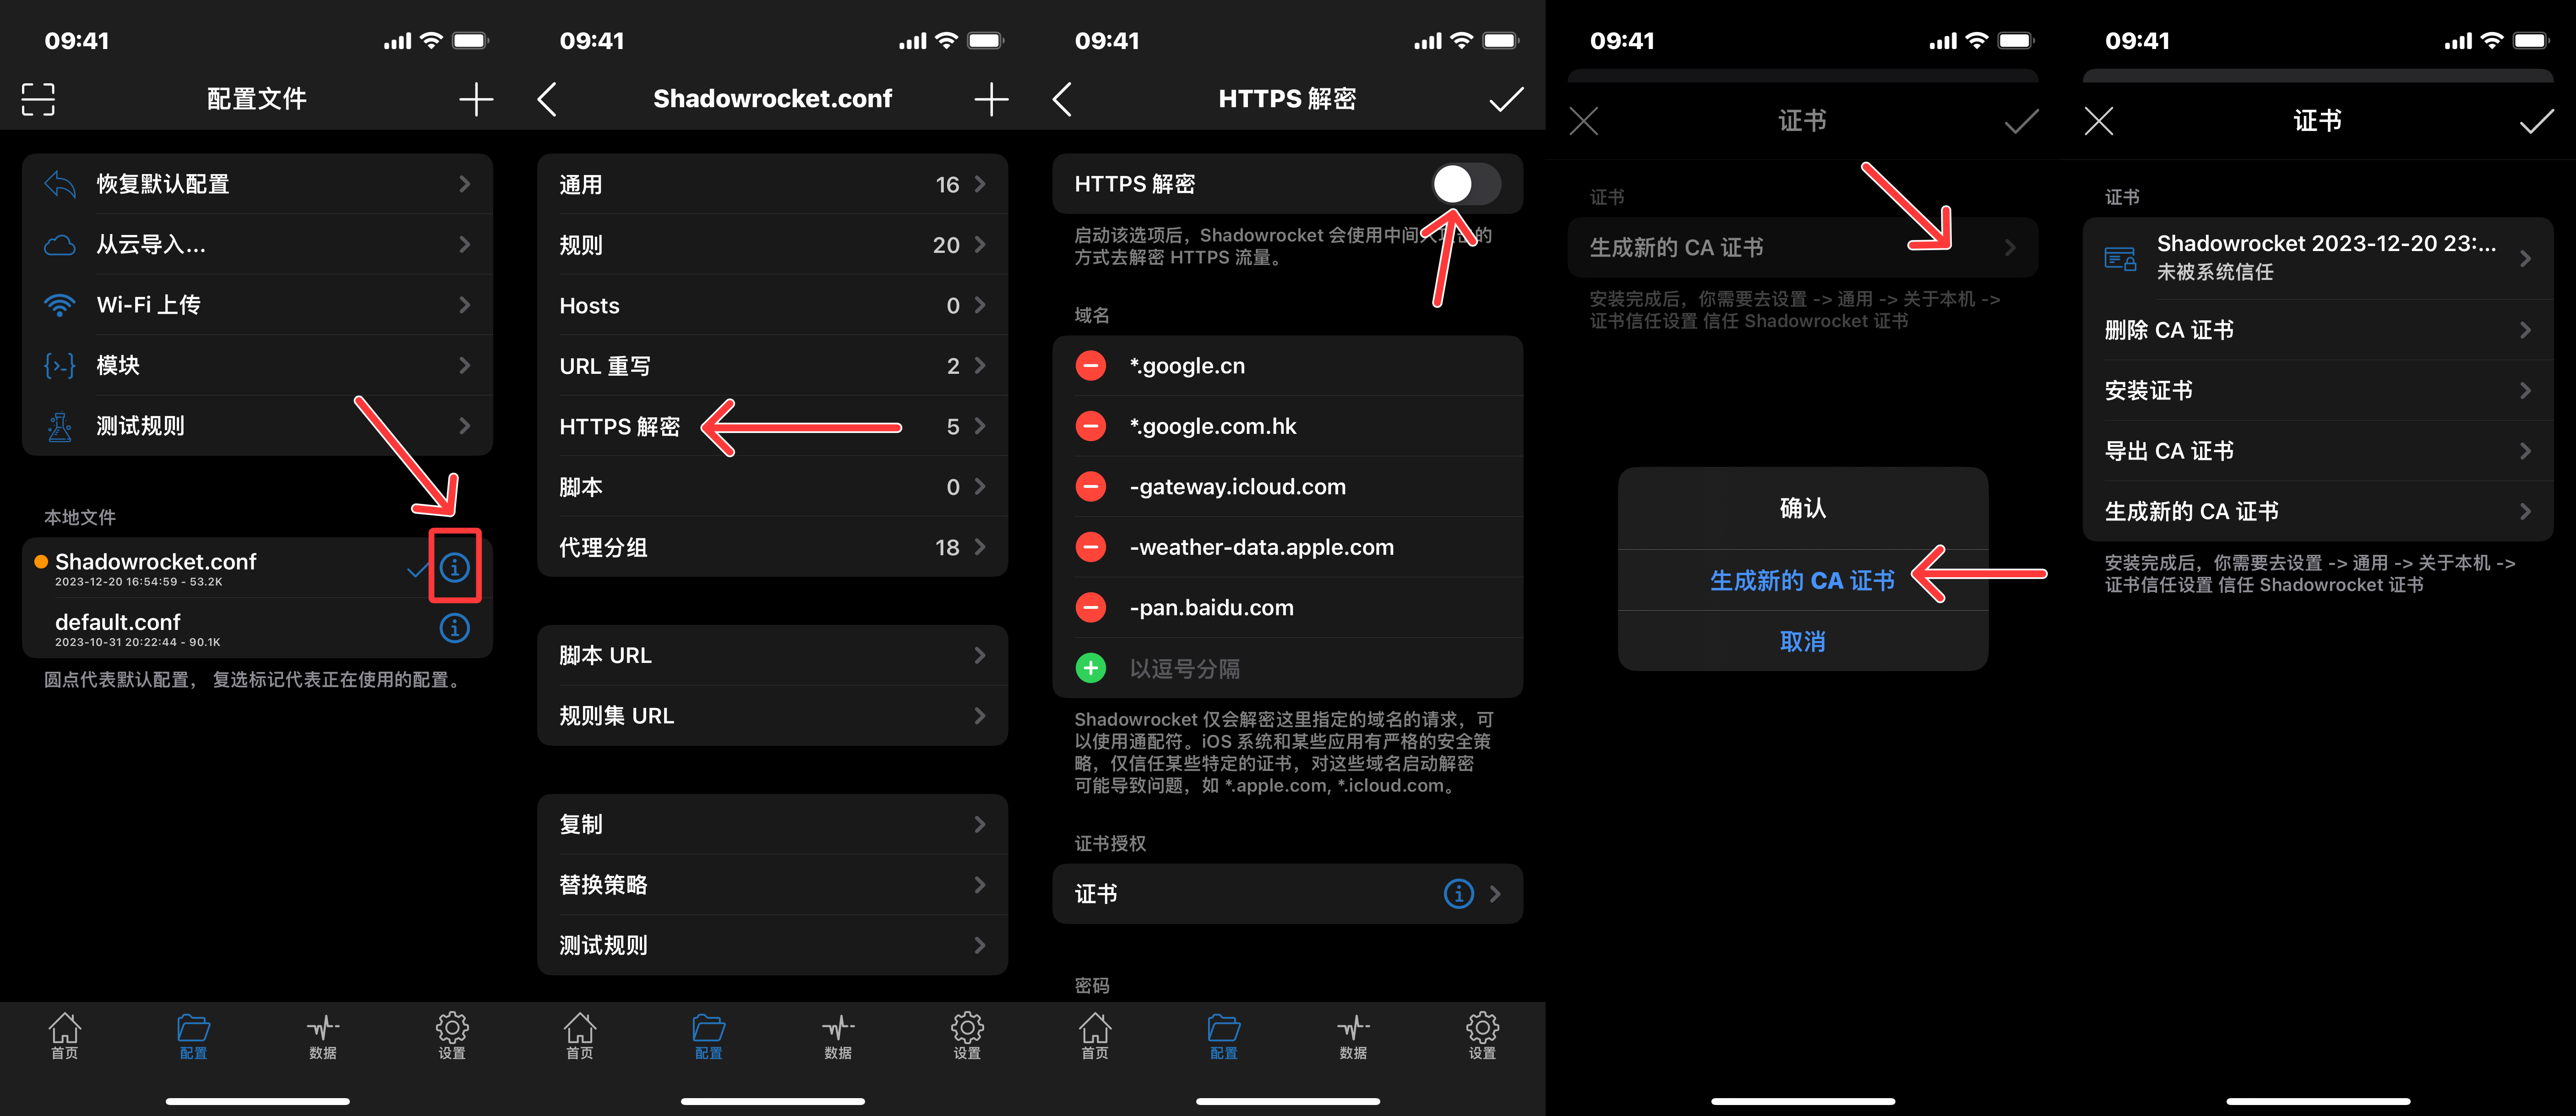 09:41
配置文件
恢复默认配置
从云导入...
Wi-Fi 上传
模块
测试规则
本地文件
Shadowrocket.conf
2023-12-20 16:54:59 - 53.2K
default.conf
2023-10-31 20:22:44 - 90.1K
圆点代表默认配置， 复选标记代表正在使用的配置。
首页
配置
数据
设置
09:41
Shadowrocket.conf
通用 16
规则 20
Hosts 0
URL 重写 2
HTTPS 解密 5
脚本 0
代理分组 18
脚本 URL
规则集 URL
复制
替换策略
测试规则
首页
配置
数据
设置
09:41
HTTPS 解密
HTTPS 解密
启动该选项后，Shadowrocket 会使用中间人攻击的
方式去解密 HTTPS 流量。
域名
*.google.cn
*.google.com.hk
-gateway.icloud.com
-weather-data.apple.com
-pan.baidu.com
以逗号分隔
Shadowrocket 仅会解密这里指定的域名的请求，可
以使用通配符。iOS 系统和某些应用有严格的安全策
略，仅信任某些特定的证书，对这些域名启动解密
可能导致问题，如 *.apple.com, *.icloud.com。
证书授权
证书
密码
首页
配置
数据
设置
09:41
证书
证书
生成新的 CA 证书
安装完成后，你需要去设置 -> 通用 -> 关于本机 ->
证书信任设置 信任 Shadowrocket 证书
确认
生成新的 CA 证书
取消
09:41
证书
证书
Shadowrocket 2023-12-20 23:...
未被系统信任
删除 CA 证书
安装证书
导出 CA 证书
生成新的 CA 证书
安装完成后，你需要去设置 -> 通用 -> 关于本机 ->
证书信任设置 信任 Shadowrocket 证书